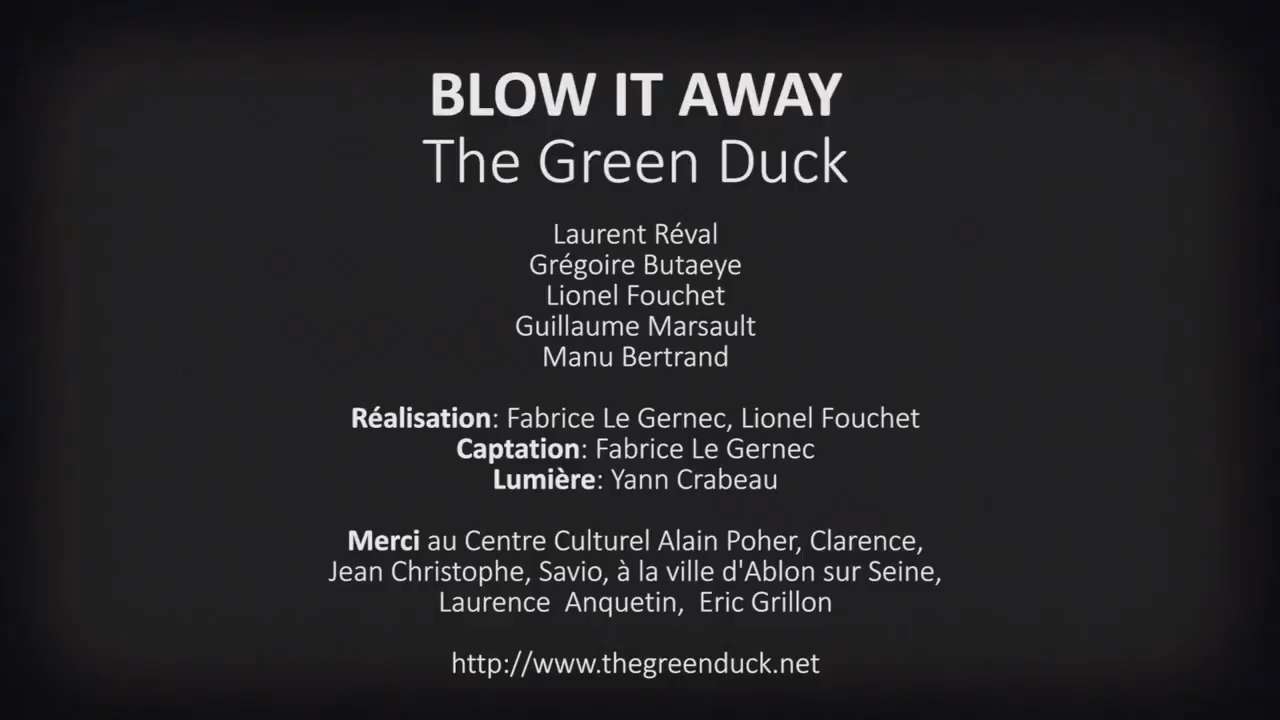 BLOW IT AWAY
The Green Duck
Laurent Réval
Grégoire Butaeye
Lionel Fouchet
Guillaume Marsault
Manu Bertrand
Réalisation: Fabrice Le Gernec, Lionel Fouchet
Captation: Fabrice Le Gernec
Lumière: Yann Crabeau
Merci au Centre Culturel Alain Poher, Clarence,
Jean Christophe, Savio, à la ville d'Ablon sur Seine,
Laurence  Anquetin,  Eric Grillon
http://www.thegreenduck.net